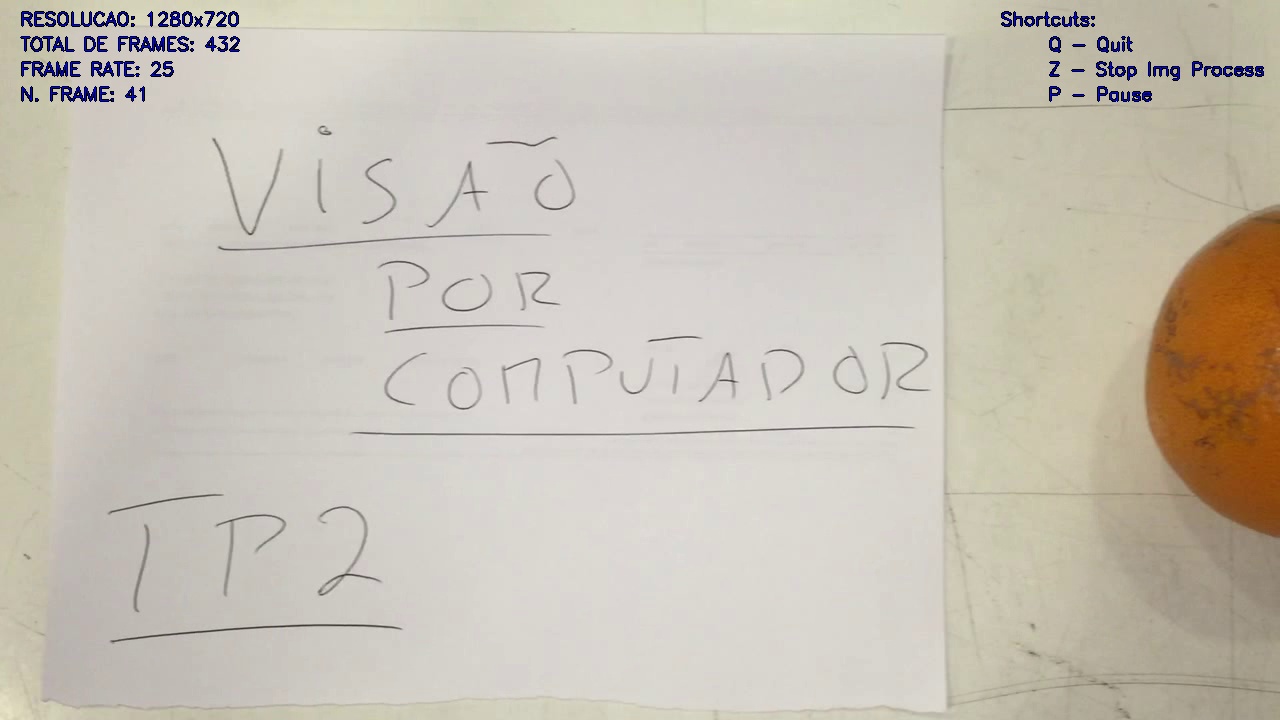 RESOLUCAO: 1280x720
TOTAL DE FRAMES: 432
FRAME RATE: 25
N. FRAME: 41
Shortcuts:
Q - Quit
Z - Stop Img Process
P - Pause
VISÃO
POR
COMPUTADOR
TP2